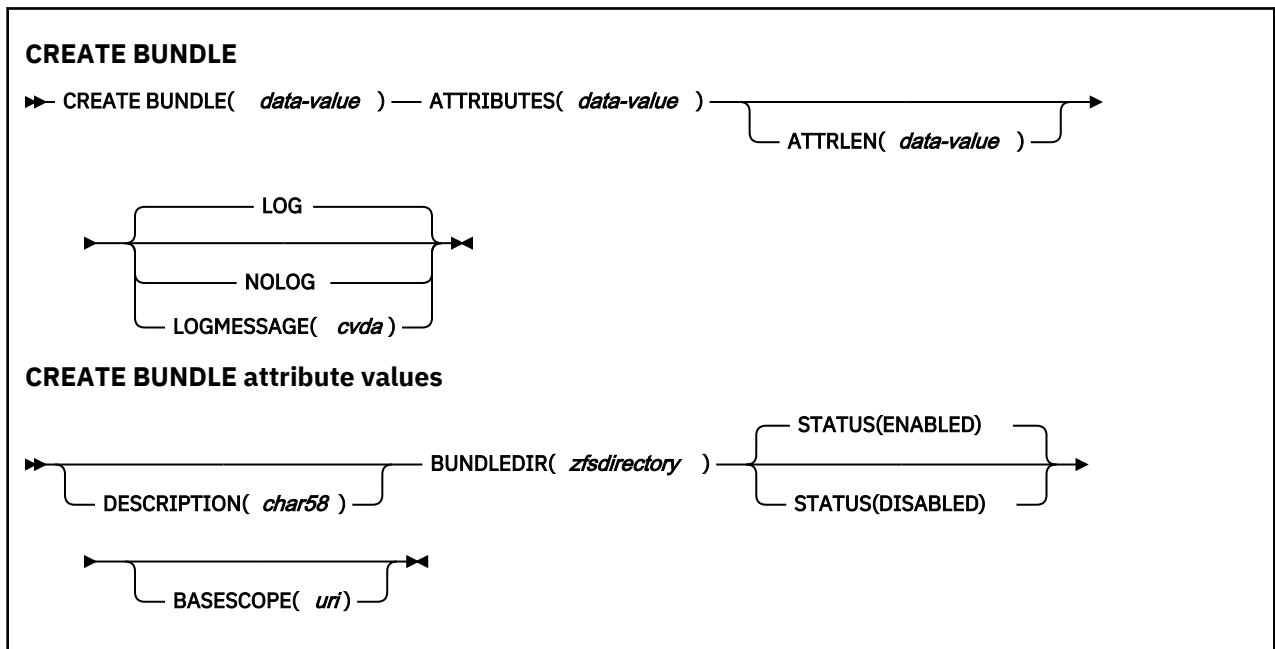 CREATE BUNDLE
CREATE BUNDLE( data-value ) ATTRIBUTES( data-value )
ATTRLEN( data-value )
LOG
NOLOG
LOGMESSAGE( cvda )
CREATE BUNDLE attribute values
STATUS(ENABLED)
BUNDLEDIR( zfsdirectory )
DESCRIPTION( char58 )
STATUS(DISABLED)
BASESCOPE( uri )